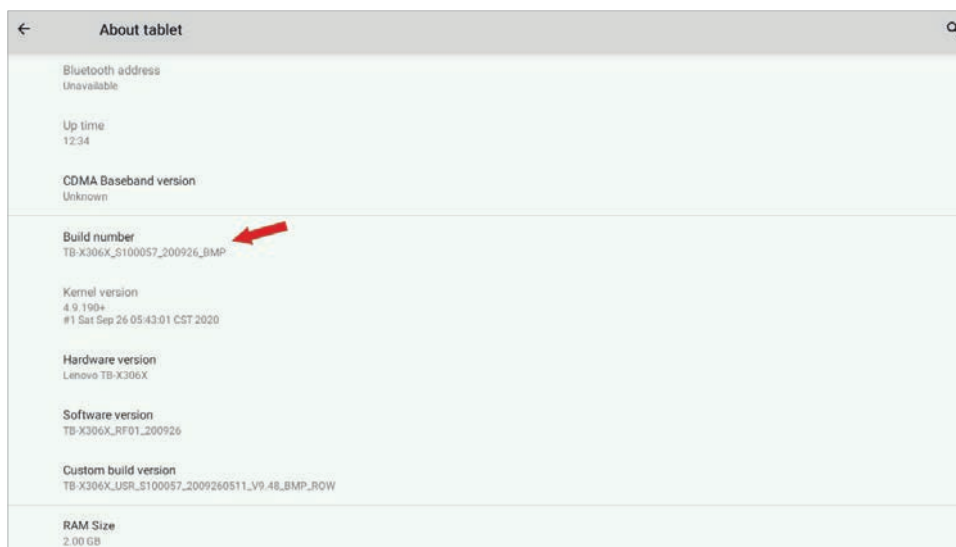 About tablet
Bluetooth address
Unavailable
Up time
12:34
CDMA Baseband version
Unknown
Build number
TB-X306X_S100057_200926_BMP
Kernel version
4.9.190+
#1 Sat Sep 26 05:43:01 CST 2020
Hardware version
Lenovo TB-X306X
Software version
TB-X306X_RF01_200926
Custom build version
TB-X306X_USR_S100057_2009260511_V9.48_BMP_ROW
RAM Size
2.00 GB